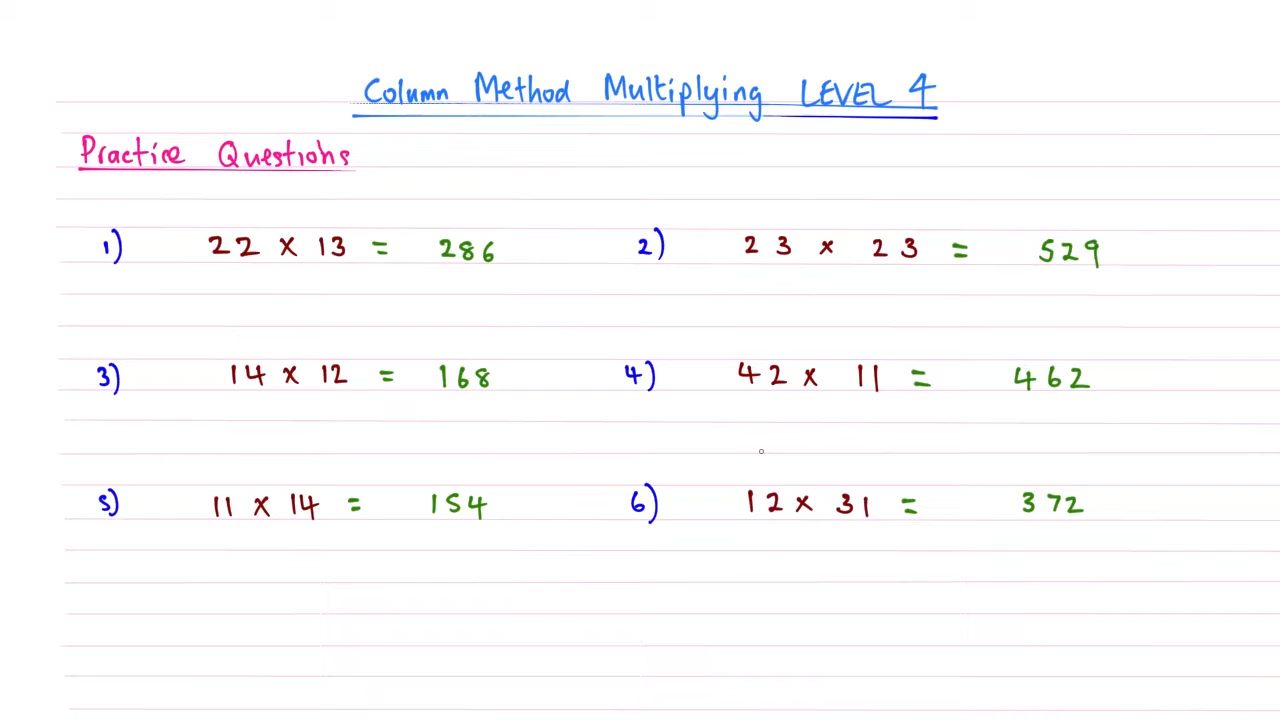 Column Method Multiplying LEVEL 4
Practice Questions
1) 22 x 13 = 286 2) 23 x 23 = 529
3) 14 x 12 = 168 4) 42 x 11 = 462
5) 11 x 14 = 154 6) 12 x 31 = 372